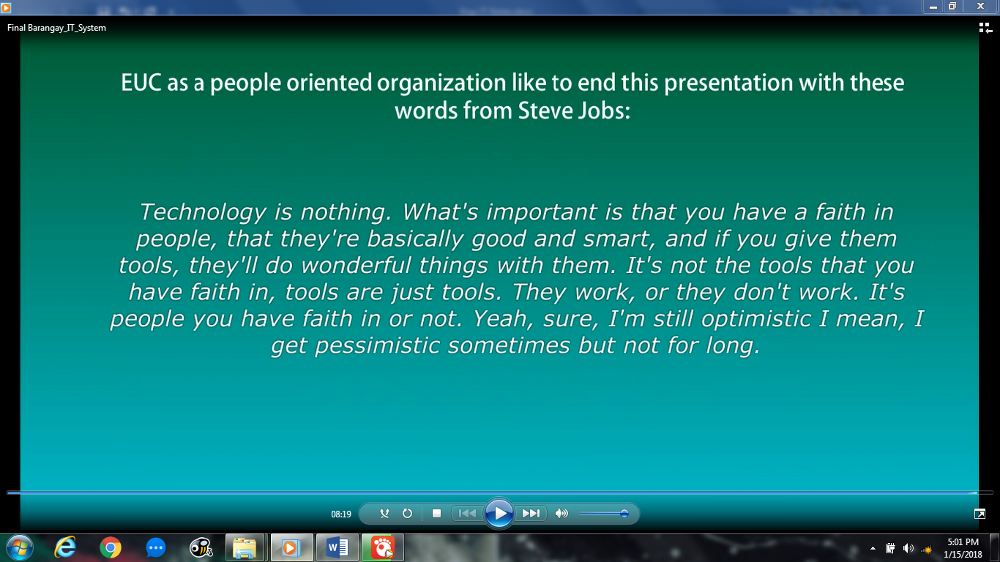 Final Barangay_IT_System
EUC as a people oriented organization like to end this presentation with these
words from Steve Jobs:
Technology is nothing. What's important is that you have a faith in
people, that they're basically good and smart, and if you give them
tools, they'll do wonderful things with them. It's not the tools that you
have faith in, tools are just tools. They work, or they don't work. It's
people you have faith in or not. Yeah, sure, I'm still optimistic I mean, I
get pessimistic sometimes but not for long.
08:19
5:01 PM
1/15/2018